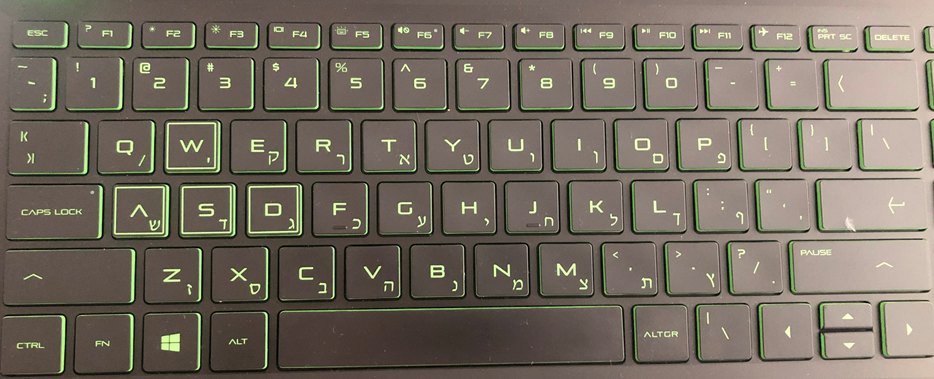 ESC ? F1 * F2 F3 F4 F5 F6 F7 F8 F9 F10 F11 F12 PRT SC DELETE
~ ; ! 1 @ 2 # 3 $ 4 % 5 ^ 6 & 7 * 8 ( 9 ) 0 _ - + =
Q / W ' E ק R ר T א Y ט U ו I ן O ם P פ { [ } ] | \
CAPS LOCK A ש S ד D ג F כ G ע H י J ח K ל L ך : ; ף " ' ,
Z ז X ס C ב V ה B נ N מ M צ < , ת > . ץ ? / . PAUSE
CTRL FN ALT ALTGR | \